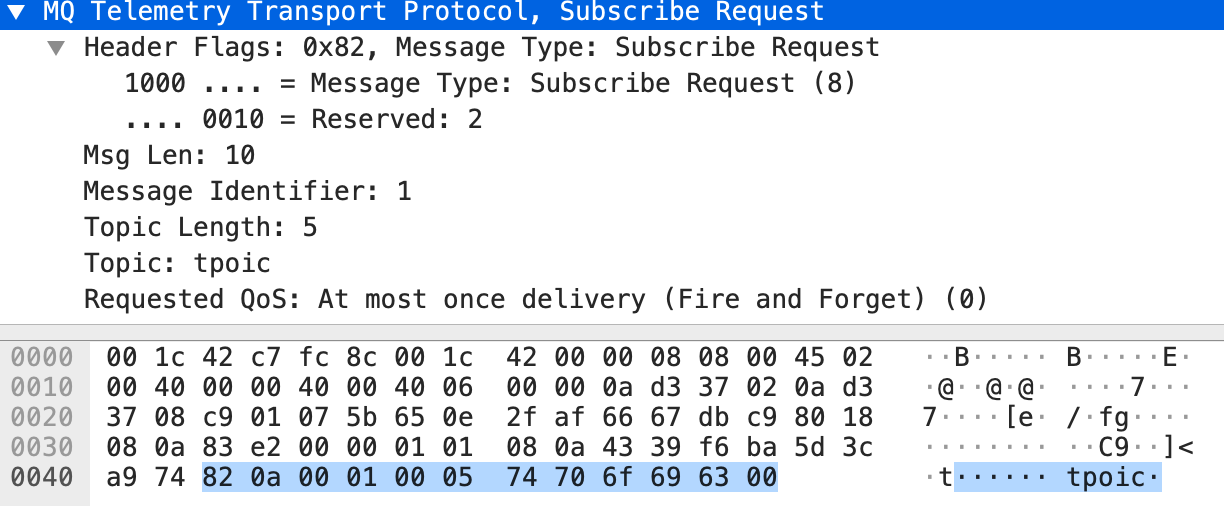 ▼ MQ Telemetry Transport Protocol, Subscribe Request
▼ Header Flags: 0x82, Message Type: Subscribe Request
1000 .... = Message Type: Subscribe Request (8)
.... 0010 = Reserved: 2
Msg Len: 10
Message Identifier: 1
Topic Length: 5
Topic: tpoic
Requested QoS: At most once delivery (Fire and Forget) (0)
0000 00 1c 42 c7 fc 8c 00 1c 42 00 00 08 08 00 45 02 ··B····· B·····E·
0010 00 40 00 00 40 00 40 06 00 00 0a d3 37 02 0a d3 ·@··@·@· ····7···
0020 37 08 c9 01 07 5b 65 0e 2f af 66 67 db c9 80 18 7····[e· /·fg····
0030 08 0a 83 e2 00 00 01 01 08 0a 43 39 f6 ba 5d 3c ········ ··C9··]<
0040 a9 74 82 0a 00 01 00 05 74 70 6f 69 63 00 ·t······ tpoic·